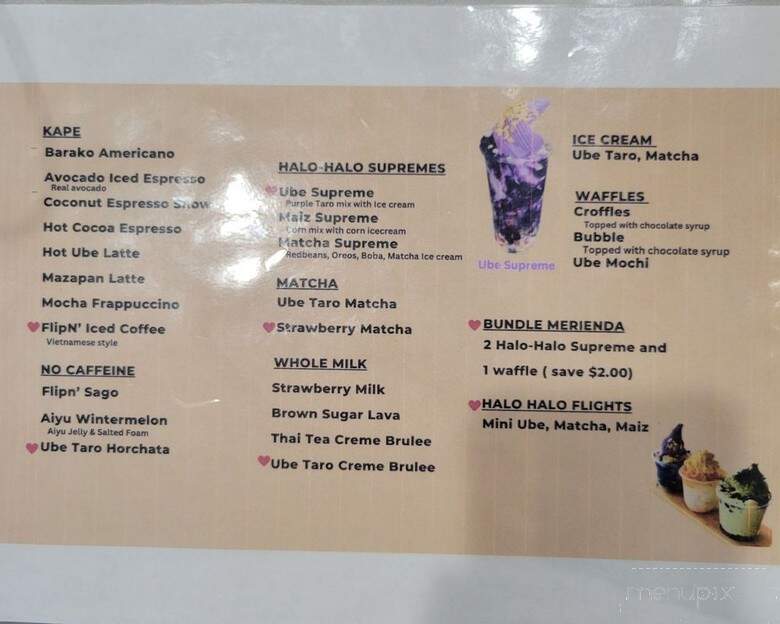 KAPE
Barako Americano
Avocado Iced Espresso
Real avocado
Coconut Espresso Snow
Hot Cocoa Espresso
Hot Ube Latte
Mazapan Latte
Mocha Frappuccino
FlipN' Iced Coffee
Vietnamese style
NO CAFFEINE
Flipn' Sago
Aiyu Wintermelon
Aiyu Jelly & Salted Foam
Ube Taro Horchata
HALO-HALO SUPREMES
Ube Supreme
Purple Taro mix with Ice cream
Maiz Supreme
Corn mix with corn icecream
Matcha Supreme
Redbeans, Oreos, Boba, Matcha Ice cream
MATCHA
Ube Taro Matcha
Strawberry Matcha
WHOLE MILK
Strawberry Milk
Brown Sugar Lava
Thai Tea Creme Brulee
Ube Taro Creme Brulee
Ube Supreme
ICE CREAM
Ube Taro, Matcha
WAFFLES
Croffles
Topped with chocolate syrup
Bubble
Topped with chocolate syrup
Ube Mochi
BUNDLE MERIENDA
2 Halo-Halo Supreme and
1 waffle ( save $2.00)
HALO HALO FLIGHTS
Mini Ube, Matcha, Maiz
menupix